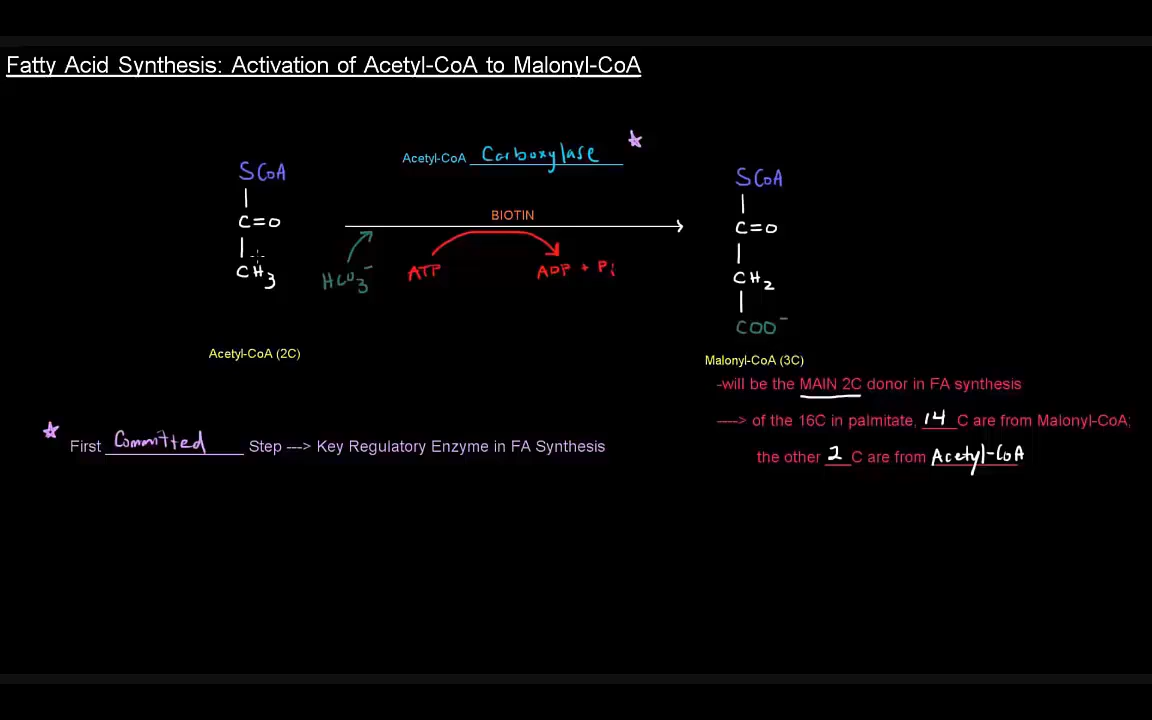 Fatty Acid Synthesis: Activation of Acetyl-CoA to Malonyl-CoA
Acetyl-CoA Carboxylase
SCoA
C=O
CH3
BIOTIN
HCO3-
ATP
ADP + Pi
SCoA
C=O
CH2
COO-
Acetyl-CoA (2C)
Malonyl-CoA (3C)
-will be the MAIN 2C donor in FA synthesis
----> of the 16C in palmitate, 14 C are from Malonyl-CoA;
the other 2 C are from Acetyl-CoA
First Committed Step ---> Key Regulatory Enzyme in FA Synthesis